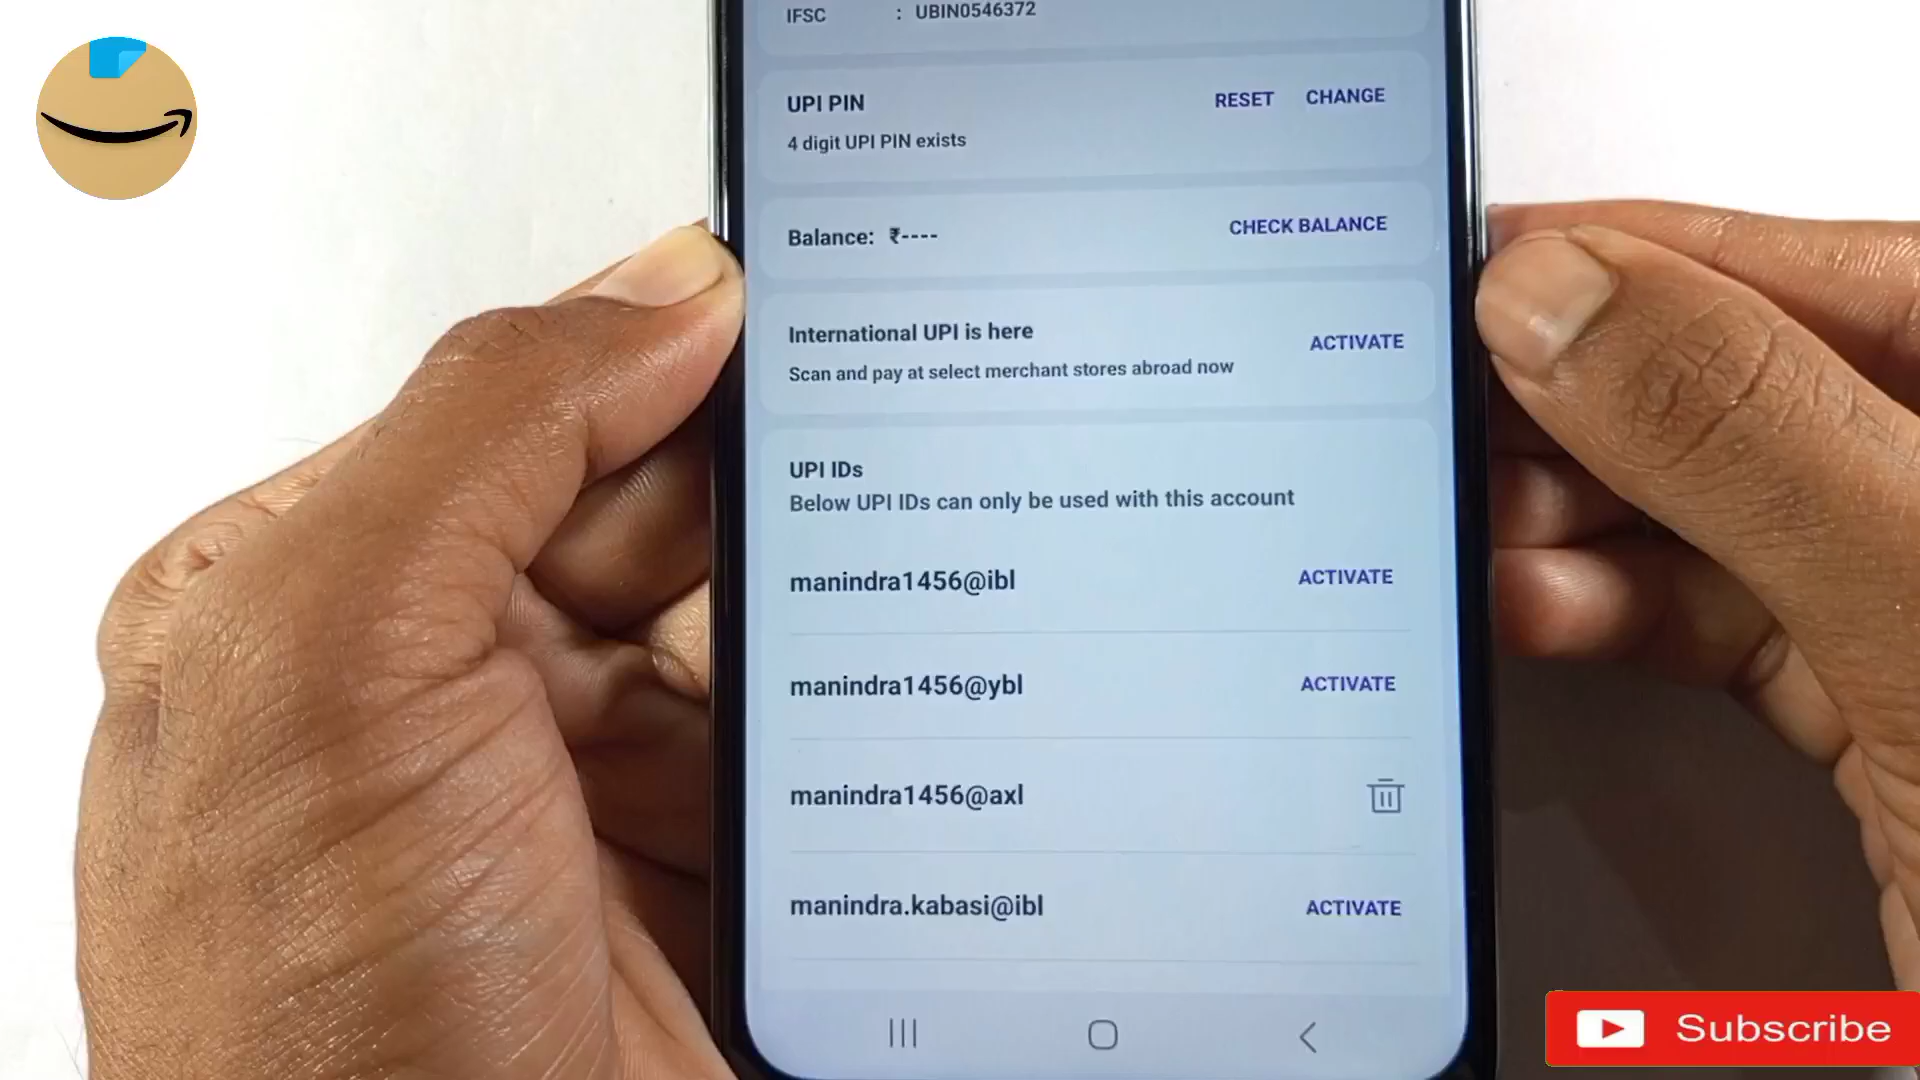 IFSC : UBIN0546372
UPI PIN RESET CHANGE
4 digit UPI PIN exists
Balance: ₹---- CHECK BALANCE
International UPI is here ACTIVATE
Scan and pay at select merchant stores abroad now
UPI IDs
Below UPI IDs can only be used with this account
manindra1456@ibl ACTIVATE
manindra1456@ybl ACTIVATE
manindra1456@axl
manindra.kabasi@ibl ACTIVATE
Subscribe